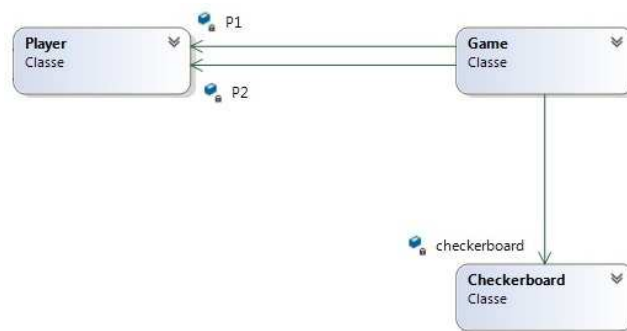 P1
Player
Classe
Game
Classe
P2
checkerboard
Checkerboard
Classe